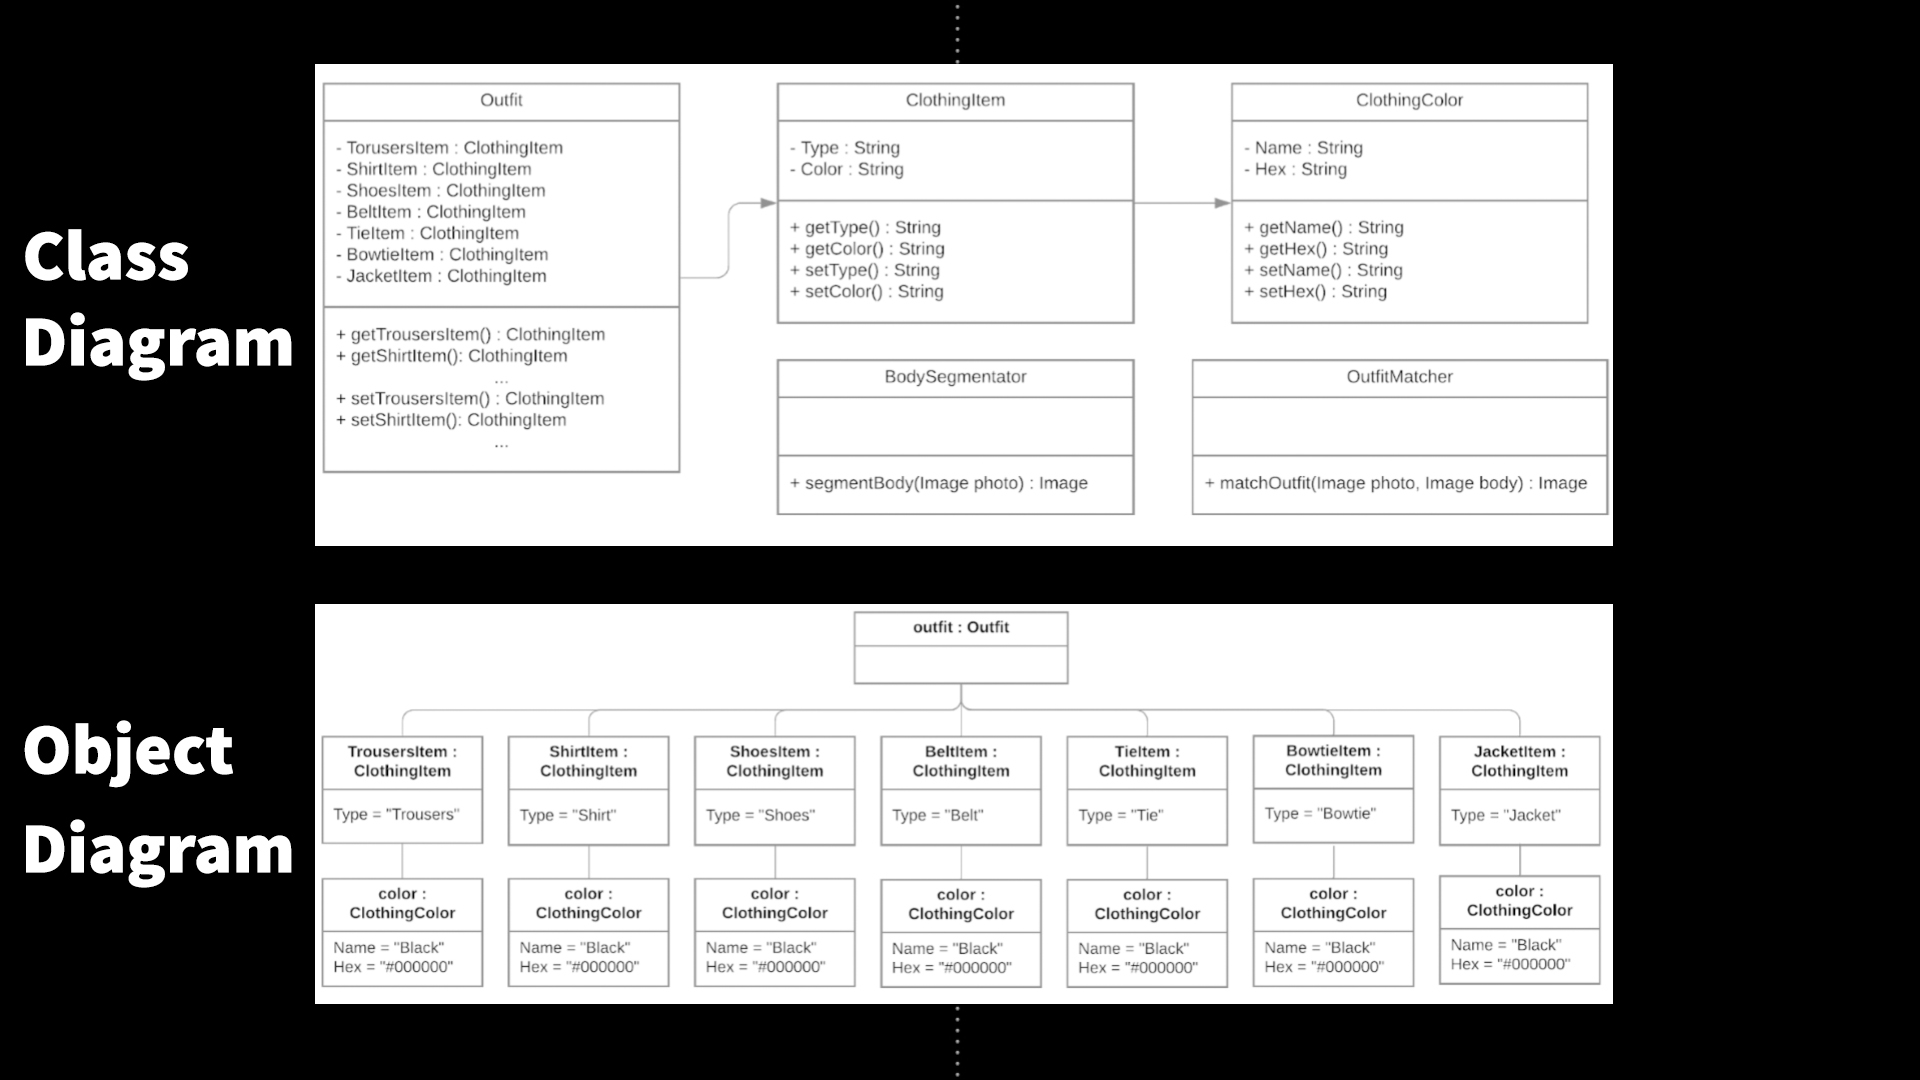 Class
Diagram
Outfit
- TorusersItem : ClothingItem
- ShirtItem : ClothingItem
- ShoesItem : ClothingItem
- BeltItem : ClothingItem
- TieItem : ClothingItem
- BowtieItem : ClothingItem
- JacketItem : ClothingItem
+ getTrousersItem() : ClothingItem
+ getShirtItem(): ClothingItem
...
+ setTrousersItem() : ClothingItem
+ setShirtItem(): ClothingItem
...
ClothingItem
- Type : String
- Color : String
+ getType() : String
+ getColor() : String
+ setType() : String
+ setColor() : String
ClothingColor
- Name : String
- Hex : String
+ getName() : String
+ getHex() : String
+ setName() : String
+ setHex() : String
BodySegmentator
+ segmentBody(Image photo) : Image
OutfitMatcher
+ matchOutfit(Image photo, Image body) : Image
Object
Diagram
outfit : Outfit
TrousersItem :
ClothingItem
Type = "Trousers"
ShirtItem :
ClothingItem
Type = "Shirt"
ShoesItem :
ClothingItem
Type = "Shoes"
BeltItem :
ClothingItem
Type = "Belt"
TieItem :
ClothingItem
Type = "Tie"
BowtieItem :
ClothingItem
Type = "Bowtie"
JacketItem :
ClothingItem
Type = "Jacket"
color :
ClothingColor
Name = "Black"
Hex = "#000000"
color :
ClothingColor
Name = "Black"
Hex = "#000000"
color :
ClothingColor
Name = "Black"
Hex = "#000000"
color :
ClothingColor
Name = "Black"
Hex = "#000000"
color :
ClothingColor
Name = "Black"
Hex = "#000000"
color :
ClothingColor
Name = "Black"
Hex = "#000000"
color :
ClothingColor
Name = "Black"
Hex = "#000000"